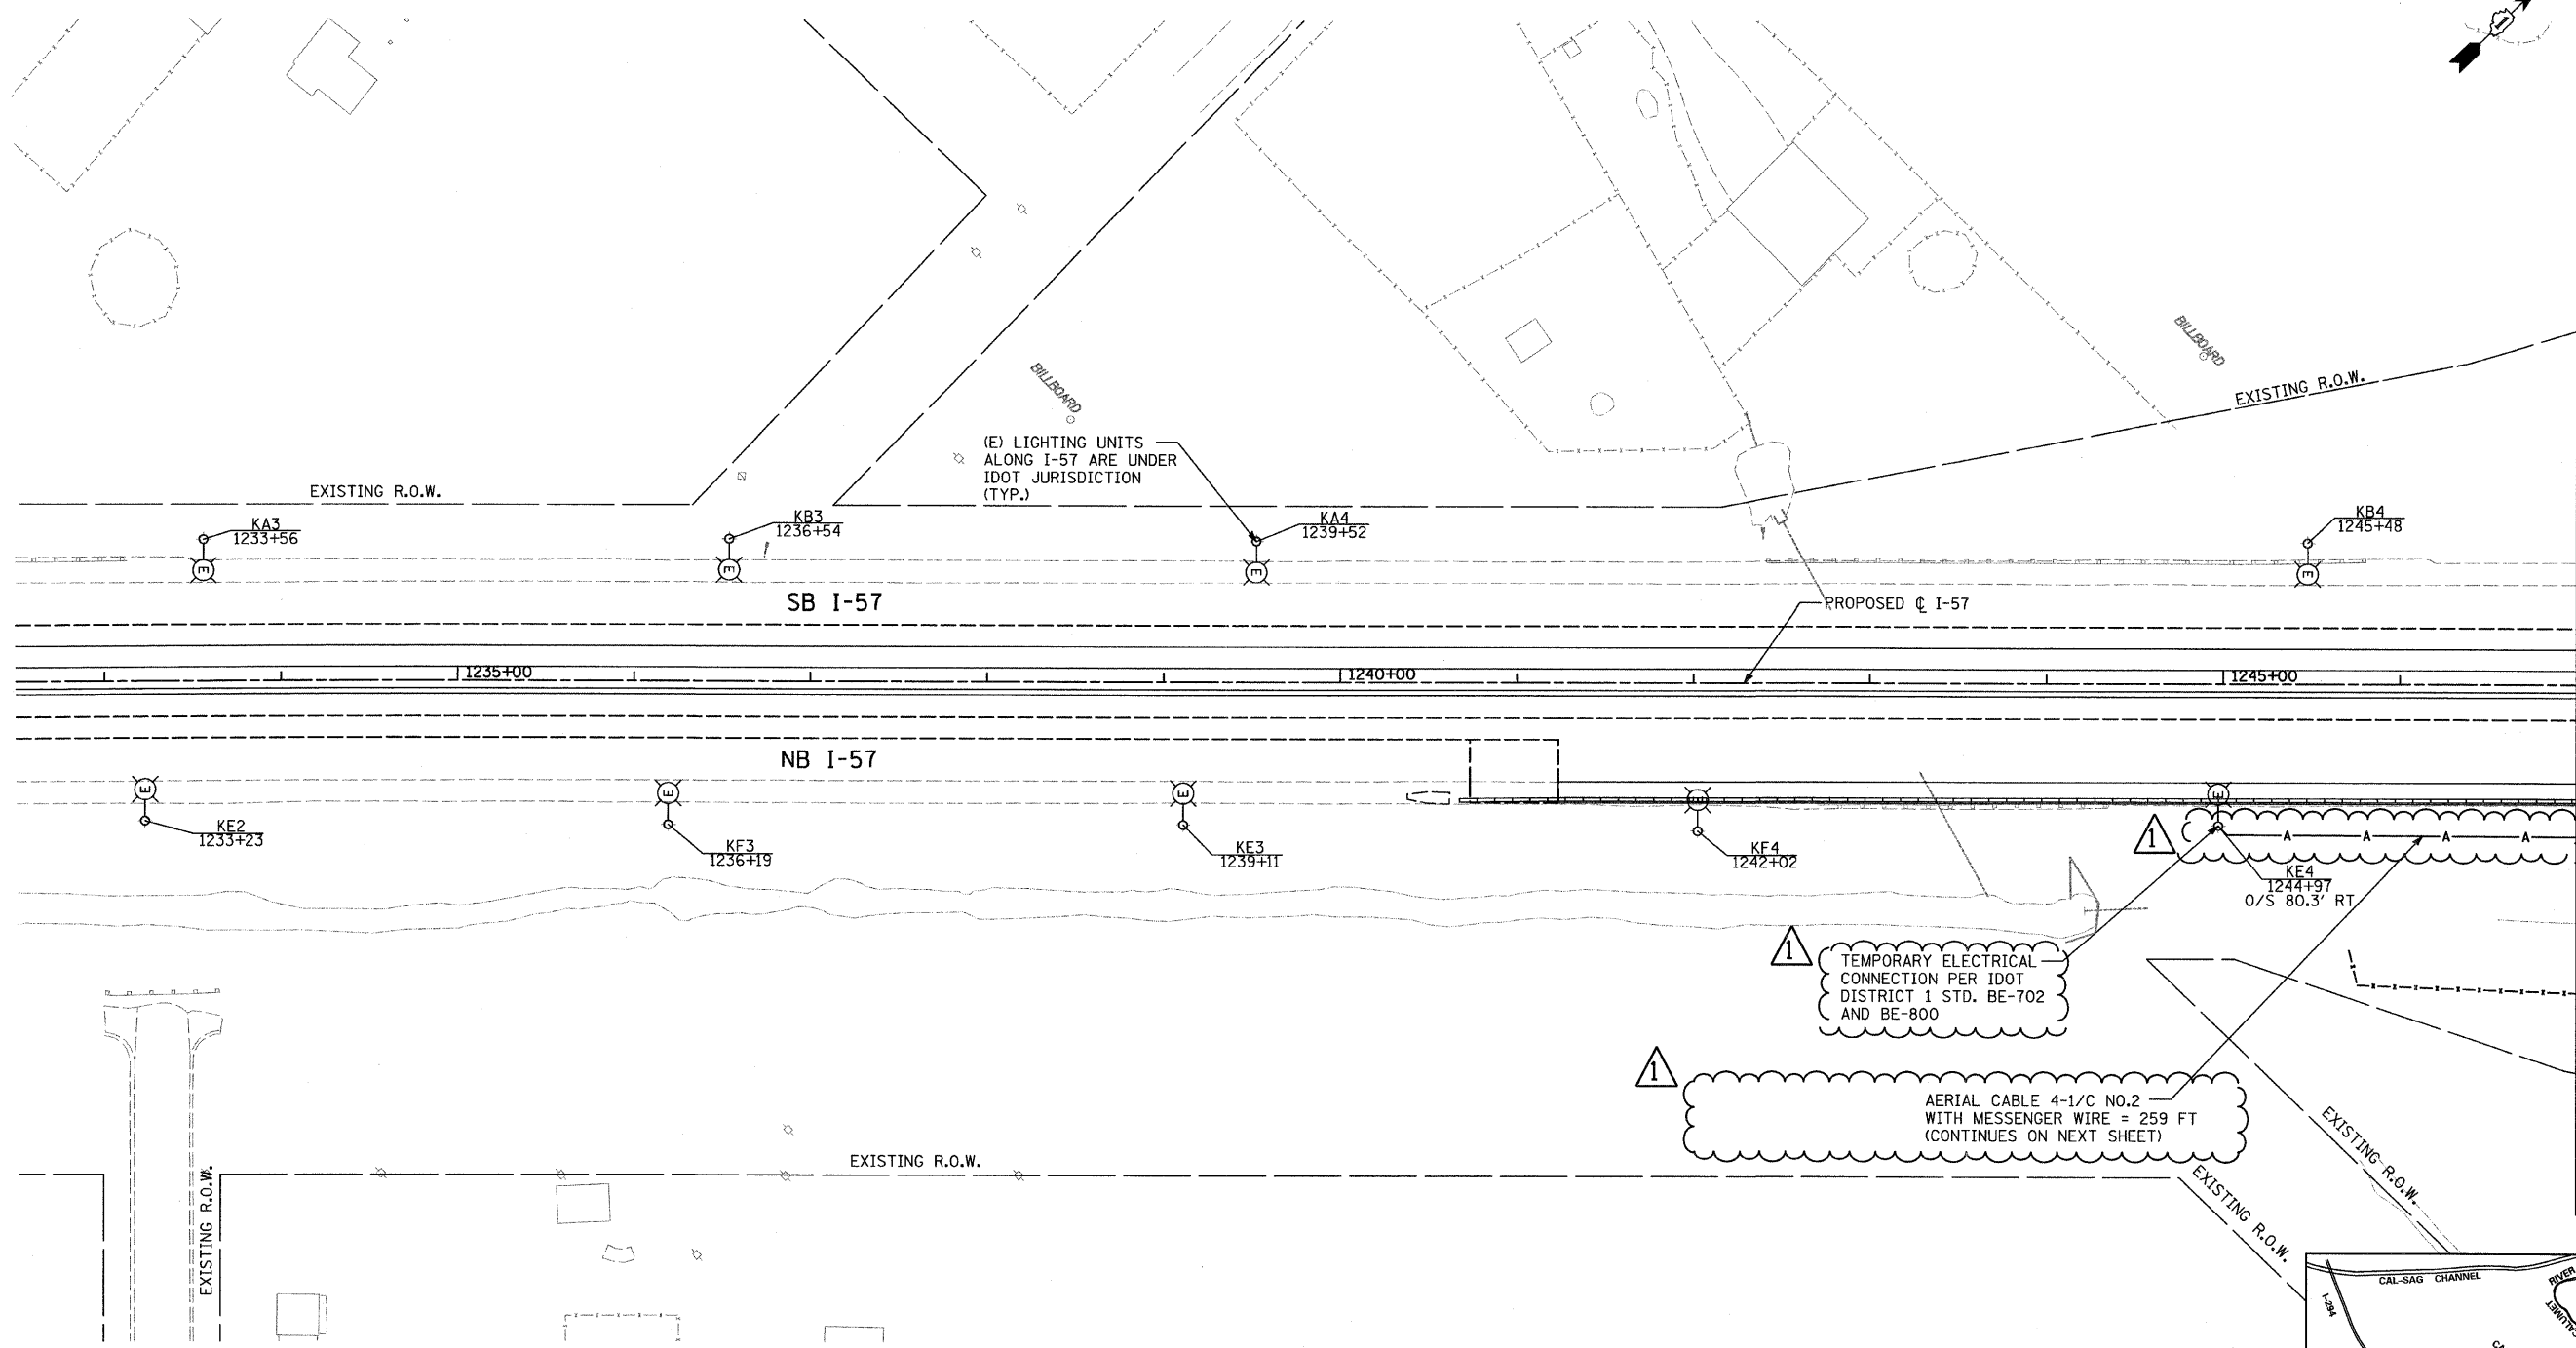 1
BILLBOARD
BILLBOARD
EXISTING R.O.W.
(E) LIGHTING UNITS
ALONG I-57 ARE UNDER
IDOT JURISDICTION
(TYP.)
EXISTING R.O.W.
KA3
1233+56
KB3
1236+54
KA4
1239+52
KB4
1245+48
E
E
E
E
SB I-57
PROPOSED ℄ I-57
1235+00
1240+00
1245+00
NB I-57
E
E
E
E
E
KE2
1233+23
KF3
1236+19
KE3
1239+11
KF4
1242+02
1
A A A A
KE4
1244+97
O/S 80.3' RT
1
TEMPORARY ELECTRICAL
CONNECTION PER IDOT
DISTRICT 1 STD. BE-702
AND BE-800
1
AERIAL CABLE 4-1/C NO.2
WITH MESSENGER WIRE = 259 FT
(CONTINUES ON NEXT SHEET)
EXISTING R.O.W.
EXISTING R.O.W.
EXISTING R.O.W.
EXISTING R.O.W.
CAL-SAG CHANNEL
RIVER
CALUMET
I-294